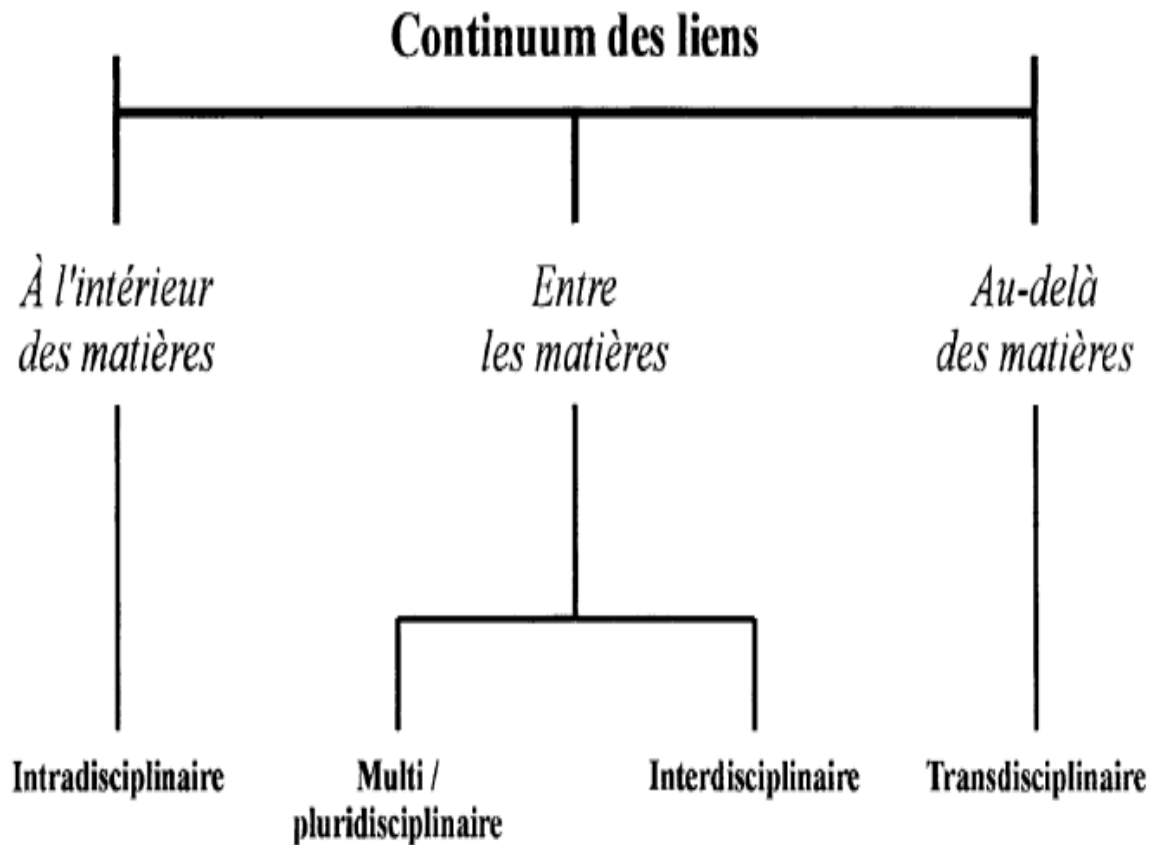 Continuum des liens
À l'intérieur
des matières
Entre
les matières
Au-delà
des matières
Intradisciplinaire
Multi /
pluridisciplinaire
Interdisciplinaire
Transdisciplinaire